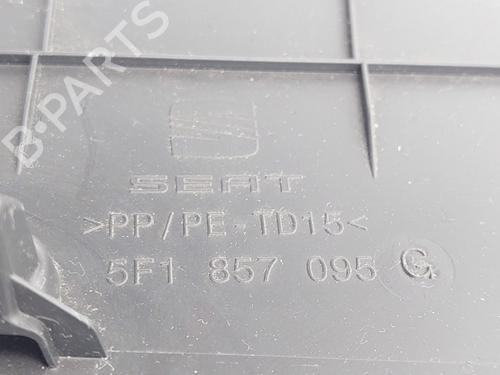 B-PARTS
SEAT
>PP/PE-TD15<
5F1 857 095 G